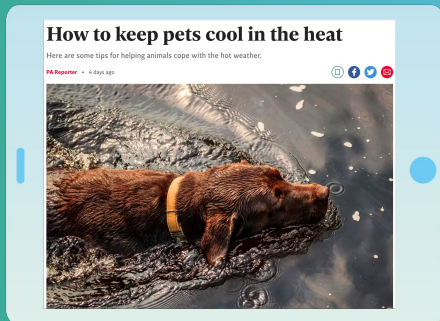 How to keep pets cool in the heat
Here are some tips for helping animals cope with the hot weather.
PA Reporter • 4 days ago